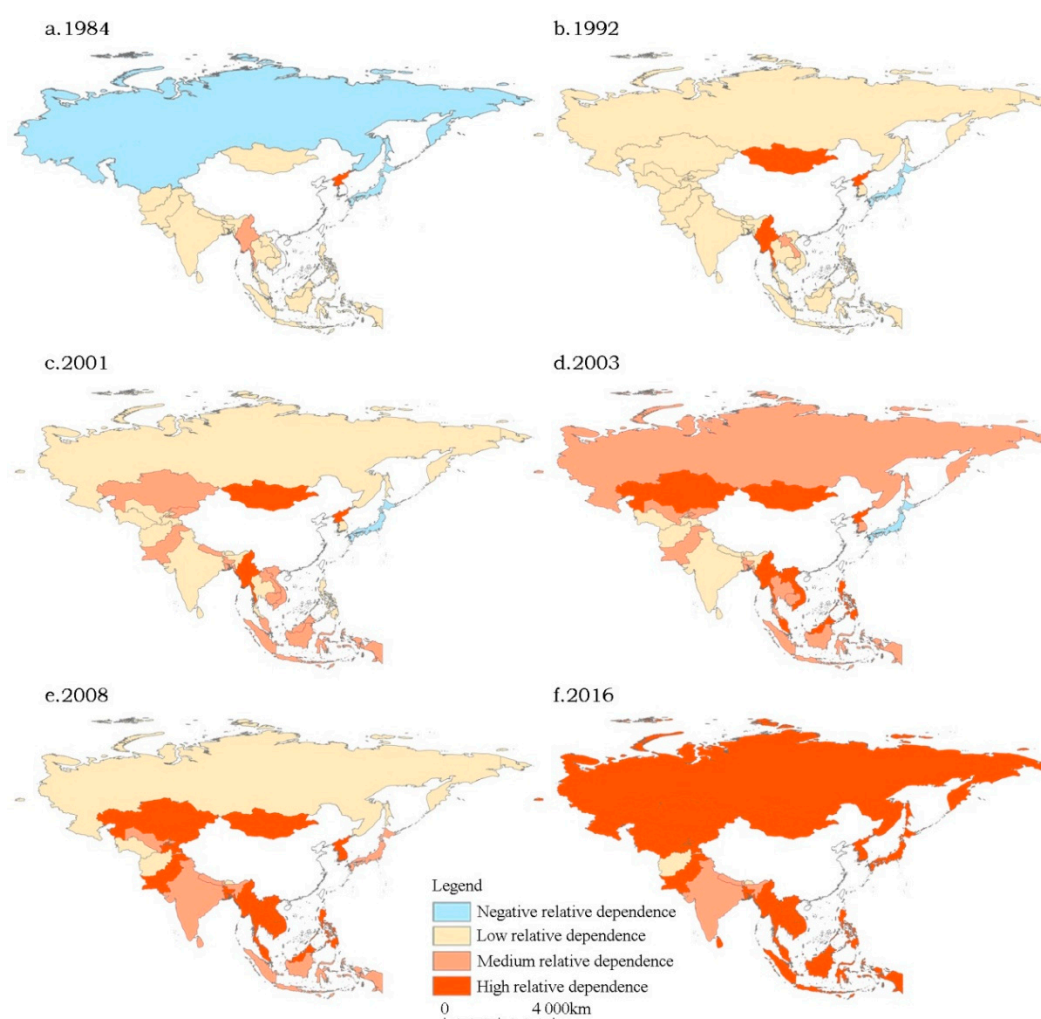 a.1984
b.1992
c.2001
d.2003
e.2008
f.2016
Legend
Negative relative dependence
Low relative dependence
Medium relative dependence
High relative dependence
0 4 000km